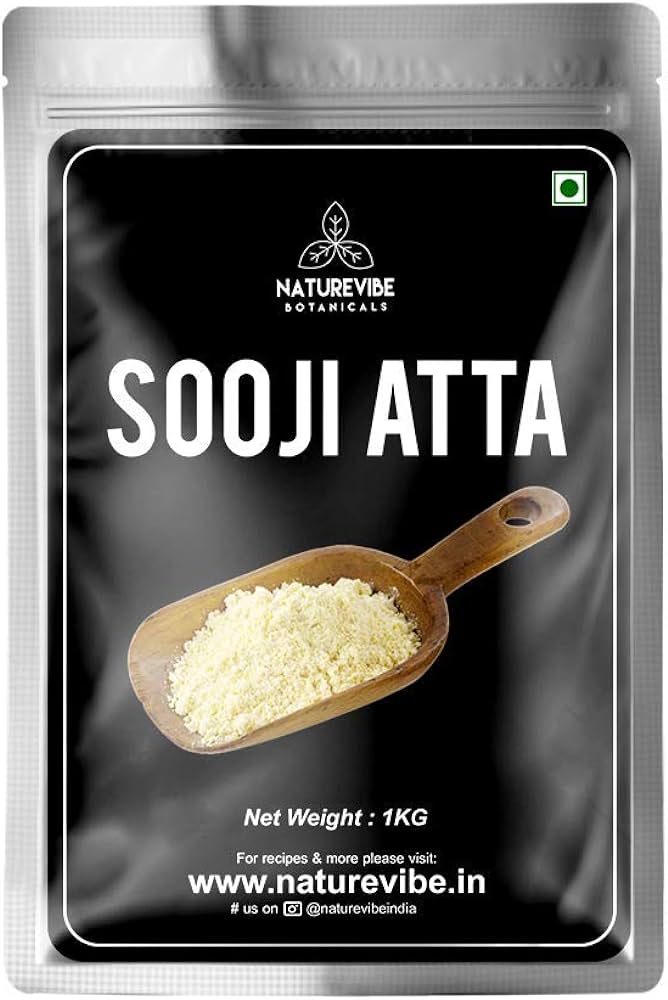 NATUREVIBE
BOTANICALS
SOOJI ATTA
Net Weight : 1KG
For recipes & more please visit:
www.naturevibe.in
# us on @naturevibeindia